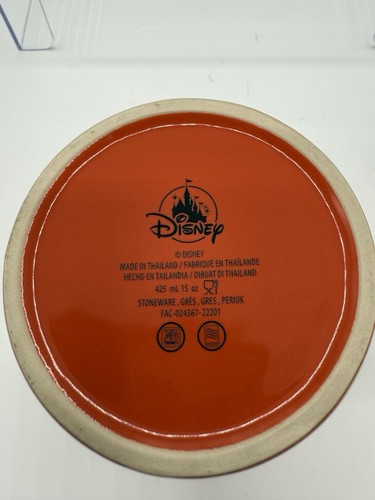 DISNEY
© DISNEY
MADE IN THAILAND / FABRIQUÉ EN THAÏLANDE
HECHO EN TAILANDIA / DIBUAT DI THAILAND
425 mL 15 oz
STONEWARE, GRÈS, GRES, PERIUK
FAC-024367-22201